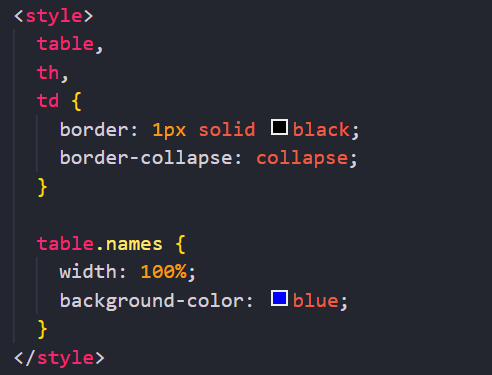 <style>
table,
th,
td {
border: 1px solid black;
border-collapse: collapse;
}
table.names {
width: 100%;
background-color: blue;
}
</style>